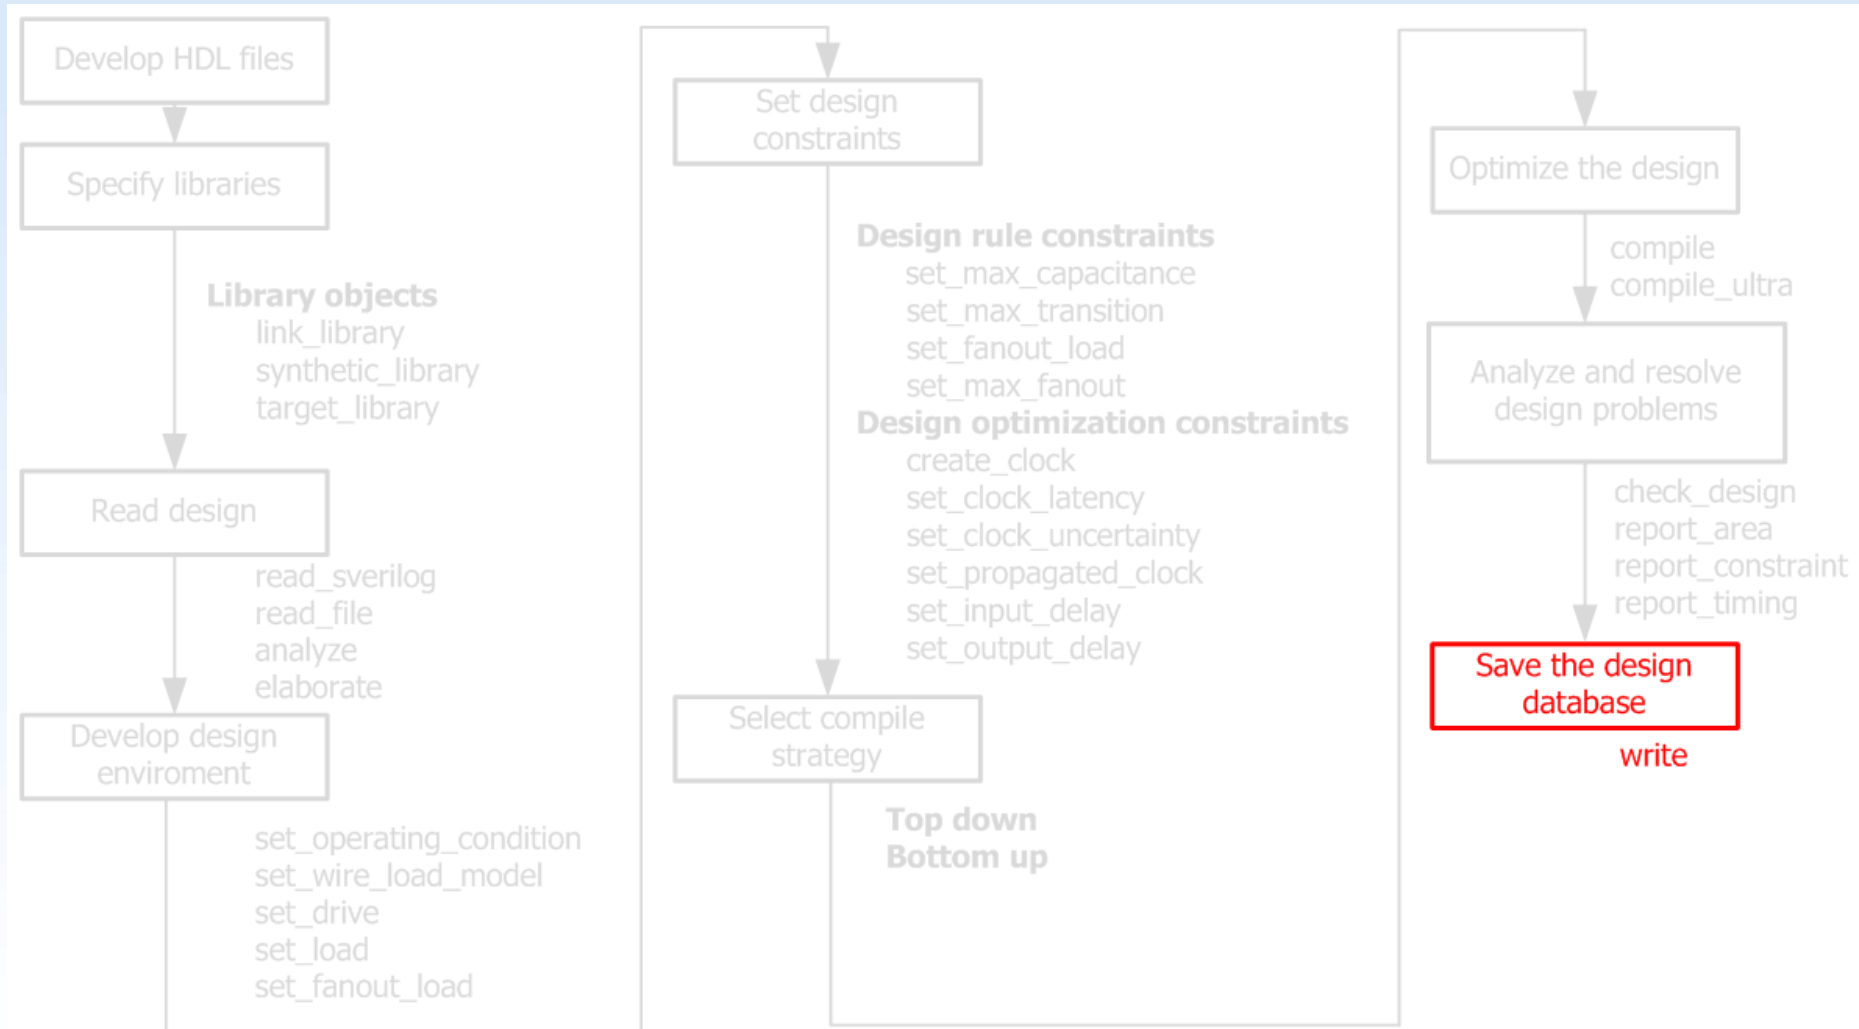 Develop HDL files
Specify libraries
Library objects
link_library
synthetic_library
target_library
Read design
read_sverilog
read_file
analyze
elaborate
Develop design
enviroment
set_operating_condition
set_wire_load_model
set_drive
set_load
set_fanout_load
Set design
constraints
Design rule constraints
set_max_capacitance
set_max_transition
set_fanout_load
set_max_fanout
Design optimization constraints
create_clock
set_clock_latency
set_clock_uncertainty
set_propagated_clock
set_input_delay
set_output_delay
Select compile
strategy
Top down
Bottom up
Optimize the design
compile
compile_ultra
Analyze and resolve
design problems
check_design
report_area
report_constraint
report_timing
Save the design
database
write